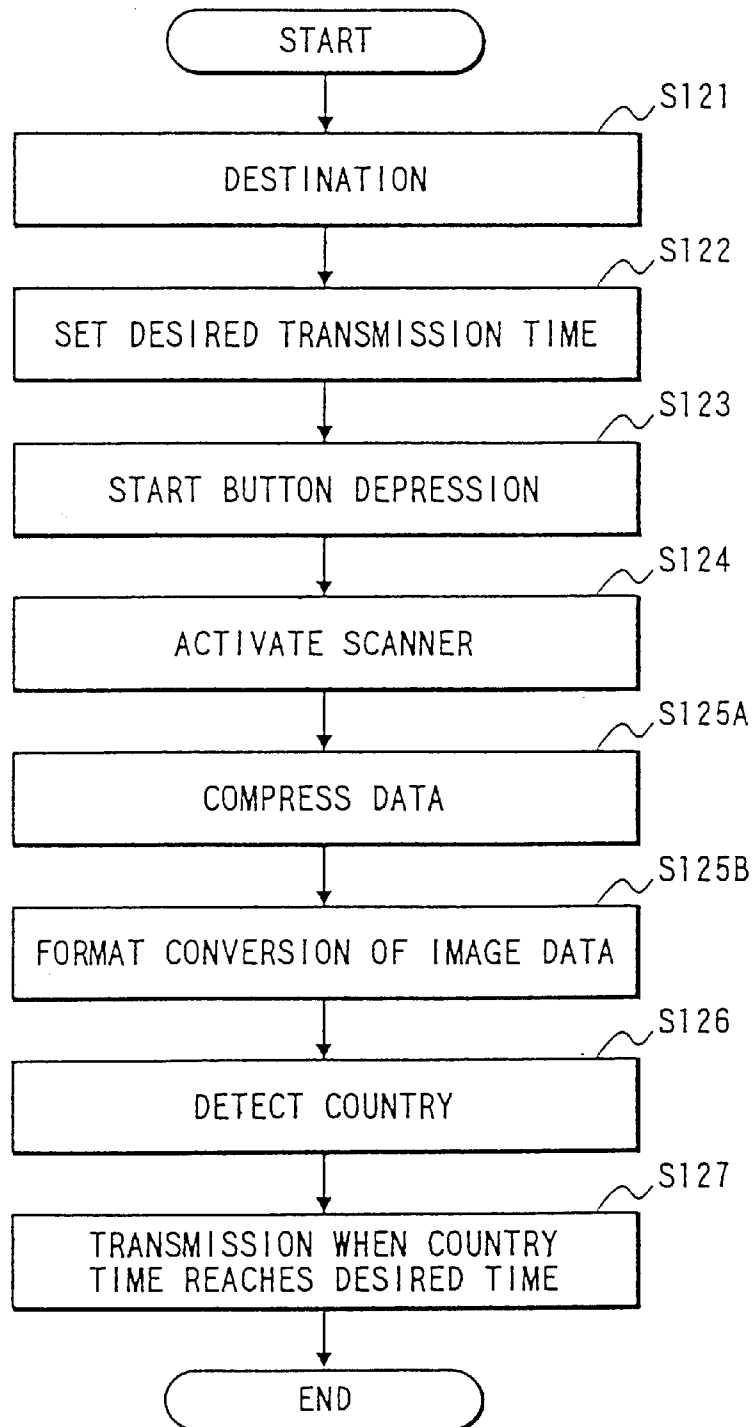 START
S121
DESTINATION
S122
SET DESIRED TRANSMISSION TIME
S123
START BUTTON DEPRESSION
S124
ACTIVATE SCANNER
S125A
COMPRESS DATA
S125B
FORMAT CONVERSION OF IMAGE DATA
S126
DETECT COUNTRY
S127
TRANSMISSION WHEN COUNTRY
TIME REACHES DESIRED TIME
END